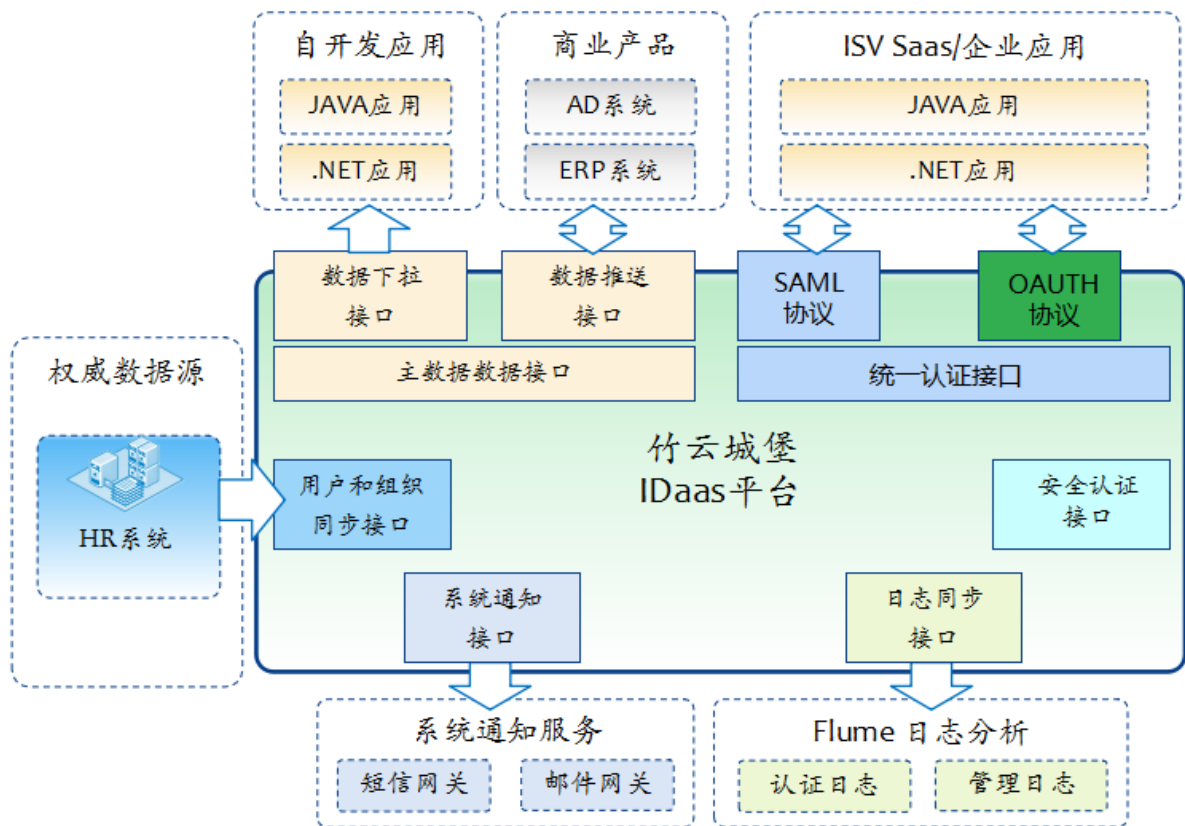 自开发应用
JAVA应用
.NET应用
商业产品
AD系统
ERP系统
ISV Saas/企业应用
JAVA应用
.NET应用
数据下拉
接口
数据推送
接口
SAML
协议
OAUTH
协议
主数据数据接口
统一认证接口
权威数据源
HR系统
用户和组织
同步接口
竹云城堡
IDaas平台
安全认证
接口
系统通知
接口
日志同步
接口
系统通知服务
短信网关
邮件网关
Flume 日志分析
认证日志
管理日志